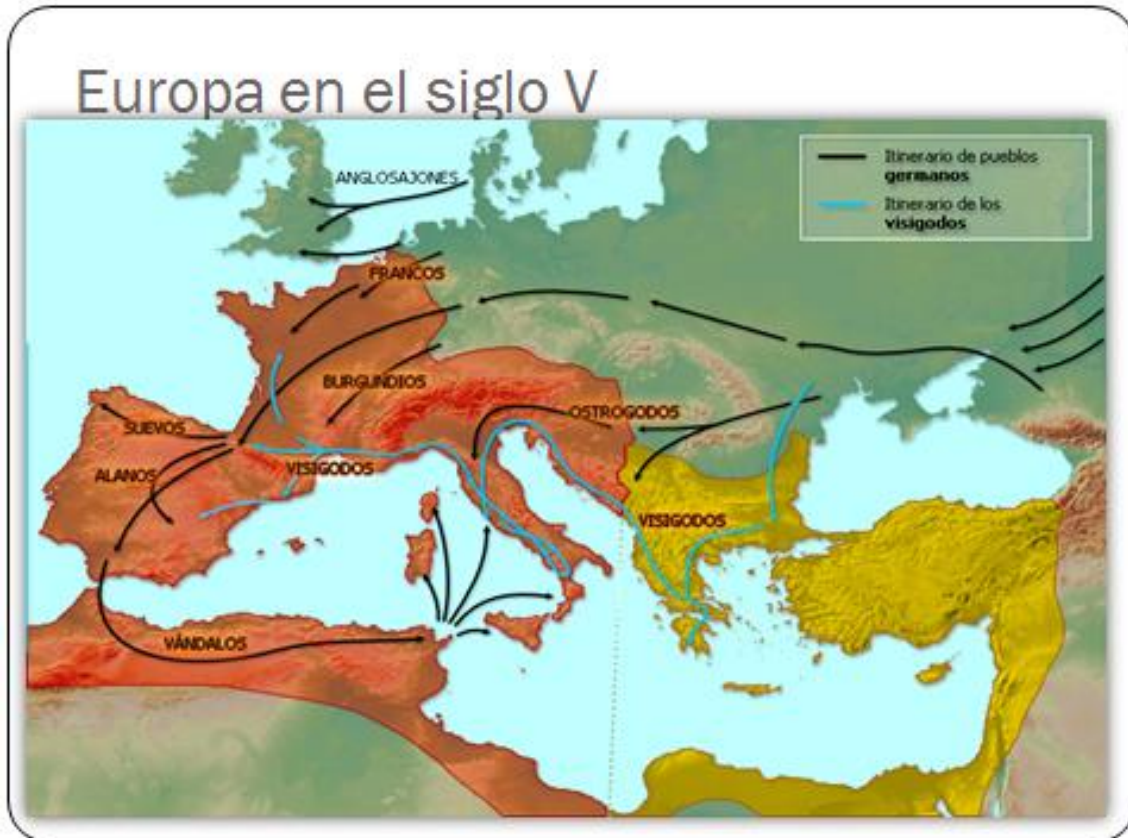 Europa en el siglo V
Itinerario de pueblos
germanos
Itinerario de los
visigodos
ANGLOSAJONES
FRANCOS
BURGUNDIOS
OSTROGODOS
SUEVOS
ALANOS
VISIGODOS
VISIGODOS
VÁNDALOS